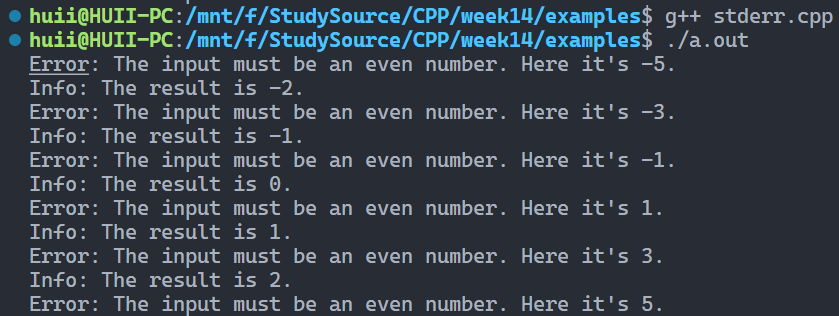 huii@HUII-PC:/mnt/f/StudySource/CPP/week14/examples$ g++ stderr.cpp
huii@HUII-PC:/mnt/f/StudySource/CPP/week14/examples$ ./a.out
Error: The input must be an even number. Here it's -5.
Info: The result is -2.
Error: The input must be an even number. Here it's -3.
Info: The result is -1.
Error: The input must be an even number. Here it's -1.
Info: The result is 0.
Error: The input must be an even number. Here it's 1.
Info: The result is 1.
Error: The input must be an even number. Here it's 3.
Info: The result is 2.
Error: The input must be an even number. Here it's 5.